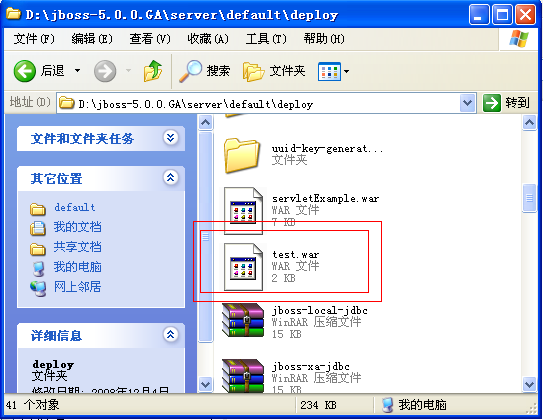 D:\jboss-5.0.0.GA\server\default\deploy
文件(F) 编辑(E) 查看(V) 收藏(A) 工具(T) 帮助(H)
后退 搜索 文件夹
地址(D) D:\jboss-5.0.0.GA\server\default\deploy 转到
文件和文件夹任务
其它位置
default
我的文档
共享文档
我的电脑
网上邻居
详细信息
deploy
文件夹
修改日期: 2008年12月4日
uuid-key-generat...
文件夹
servletExample.war
WAR 文件
7 KB
test.war
WAR 文件
2 KB
jboss-local-jdbc
WinRAR 压缩文件
15 KB
jboss-xa-jdbc
WinRAR 压缩文件
15 KB
41 个对象 234 KB 我的电脑